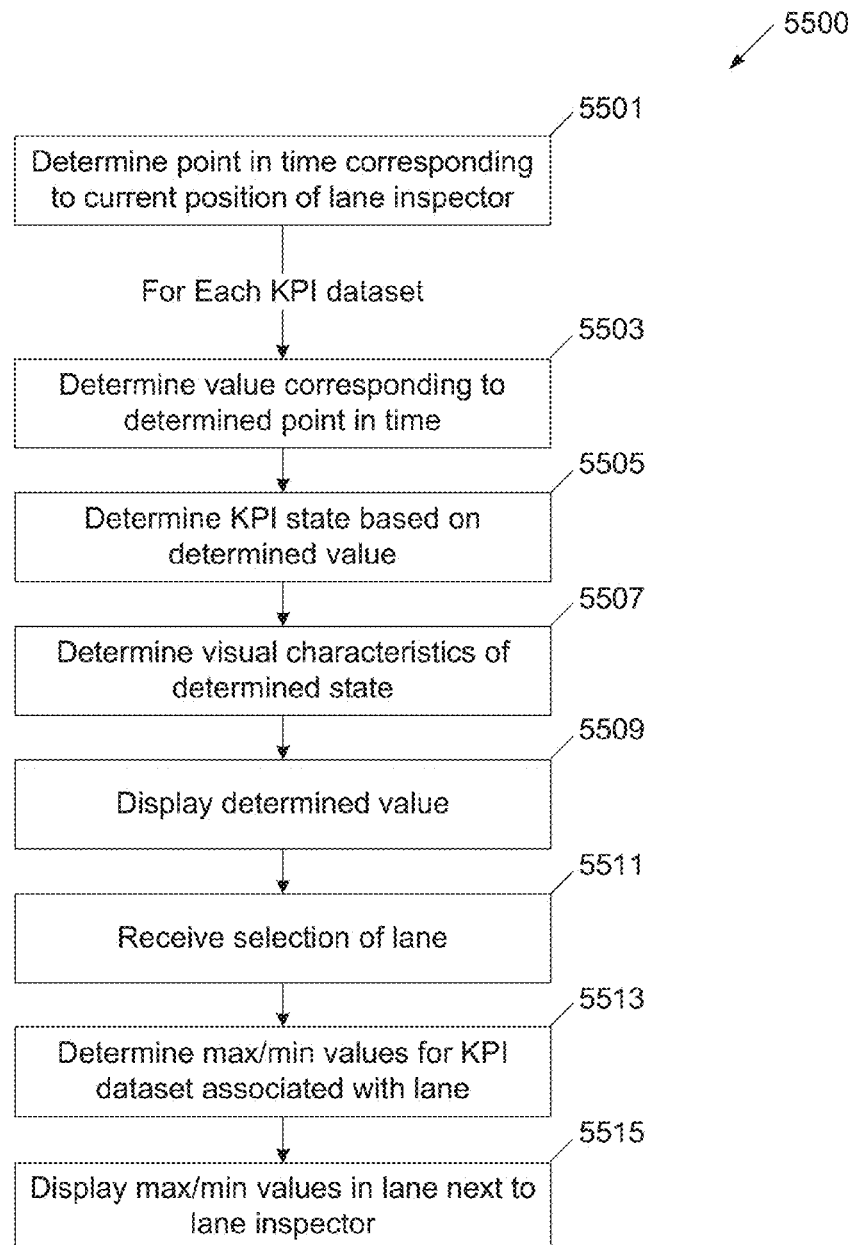 5500
5501
Determine point in time corresponding
to current position of lane inspector
For Each KPI dataset
5503
Determine value corresponding to
determined point in time
5505
Determine KPI state based on
determined value
5507
Determine visual characteristics of
determined state
5509
Display determined value
5511
Receive selection of lane
5513
Determine max/min values for KPI
dataset associated with lane
5515
Display max/min values in lane next to
lane inspector